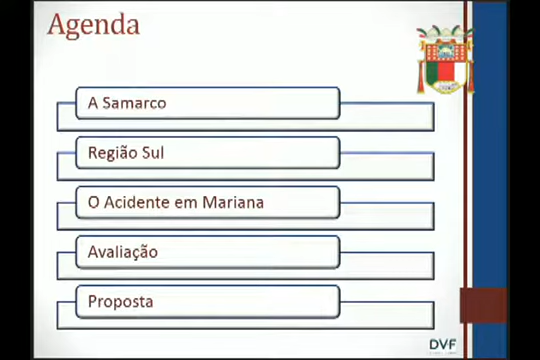 Agenda
A Samarco
Região Sul
O Acidente em Mariana
Avaliação
Proposta
DVF